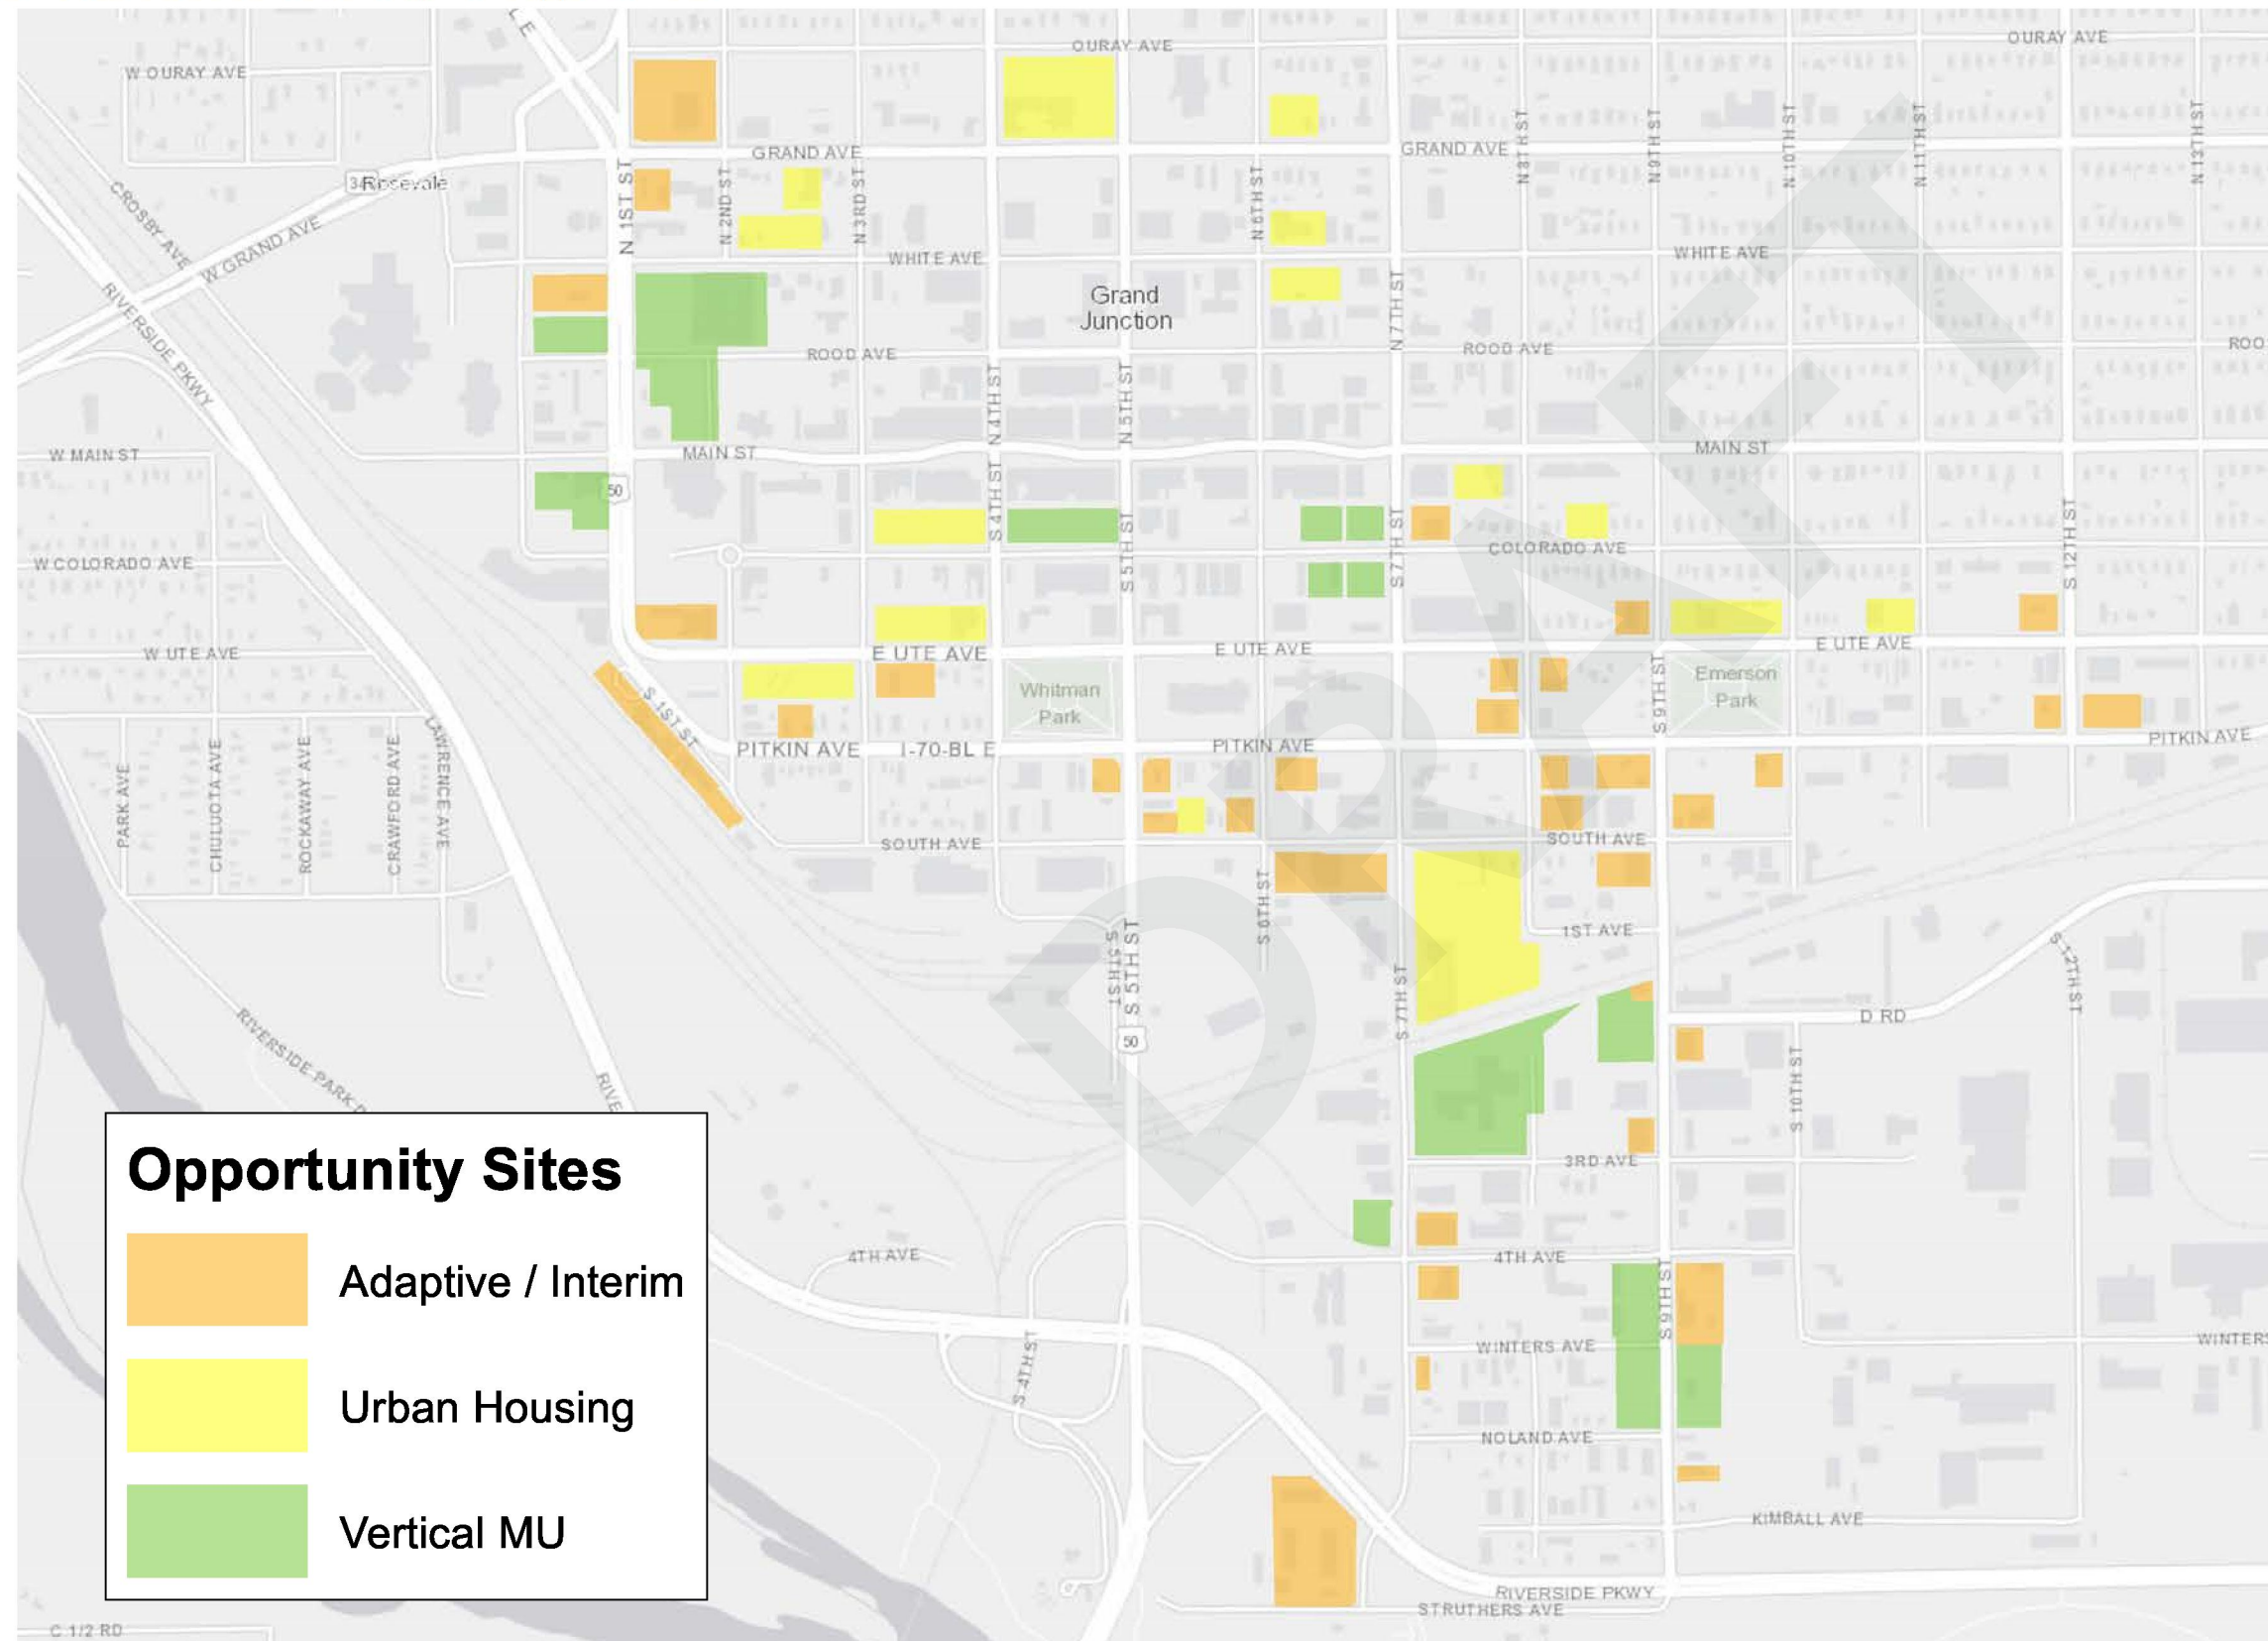 L E
OURAY AVE
OURAY AVE
W OURAY AVE
GRAND AVE
GRAND AVE
N 8TH ST
N 9TH ST
N 10TH ST
N 11TH ST
N 13TH ST
Rosevale
CROSBY AVE
N 1ST ST
N 2ND ST
N 3RD ST
N 6TH ST
W GRAND AVE
WHITE AVE
WHITE AVE
RIVERSIDE PKWY
Grand
Junction
N 7TH ST
ROOD AVE
ROOD AVE
ROO
N 4TH ST
N 5TH ST
W MAIN ST
MAIN ST
MAIN ST
50
S 4TH ST
S 5TH ST
S 7TH ST
S 12TH ST
COLORADO AVE
W COLORADO AVE
W UTE AVE
E UTE AVE
E UTE AVE
E UTE AVE
S 1ST ST
Whitman
Park
S 9TH ST
Emerson
Park
PITKIN AVE
I-70-BL E
PITKIN AVE
PITKIN AVE
PARK AVE
CHULUOTA AVE
ROCKAWAY AVE
CRAWFORD AVE
LAWRENCE AVE
SOUTH AVE
SOUTH AVE
S 6TH ST
1ST AVE
S 5TH ST
S 5TH ST
S 7TH ST
S 12TH ST
D RD
50
RIVERSIDE PARK D
RIVE
S 10TH ST
3RD AVE
4TH AVE
4TH AVE
S 9TH ST
S 4TH ST
WINTERS AVE
WINTERS
NOLAND AVE
KIMBALL AVE
RIVERSIDE PKWY
STRUTHERS AVE
C 1/2 RD
DRAFT
Opportunity Sites
Adaptive / Interim
Urban Housing
Vertical MU